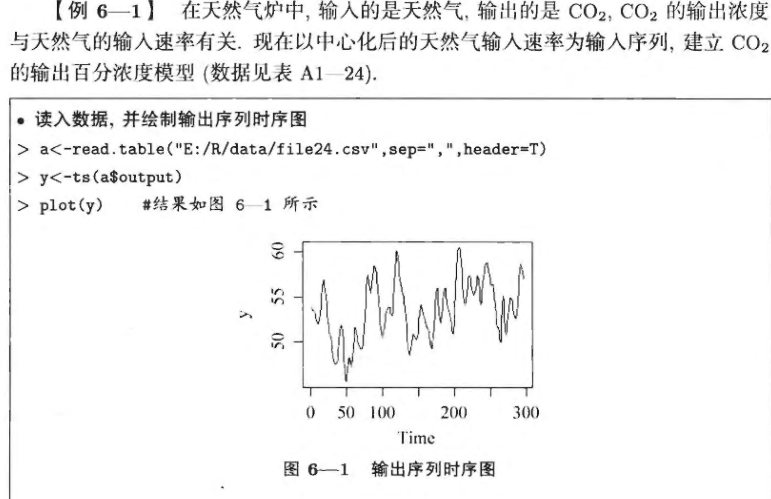 【例 6—1】 在天然气炉中, 输入的是天然气, 输出的是 CO₂, CO₂ 的输出浓度
与天然气的输入速率有关. 现在以中心化后的天然气输入速率为输入序列, 建立 CO₂
的输出百分浓度模型 (数据见表 A1—24).
• 读入数据, 并绘制输出序列时序图
> a<-read.table("E:/R/data/file24.csv",sep=",",header=T)
> y<-ts(a$output)
> plot(y) #结果如图 6—1 所示
60
55
50
y
0 50 100 200 300
Time
图 6—1 输出序列时序图